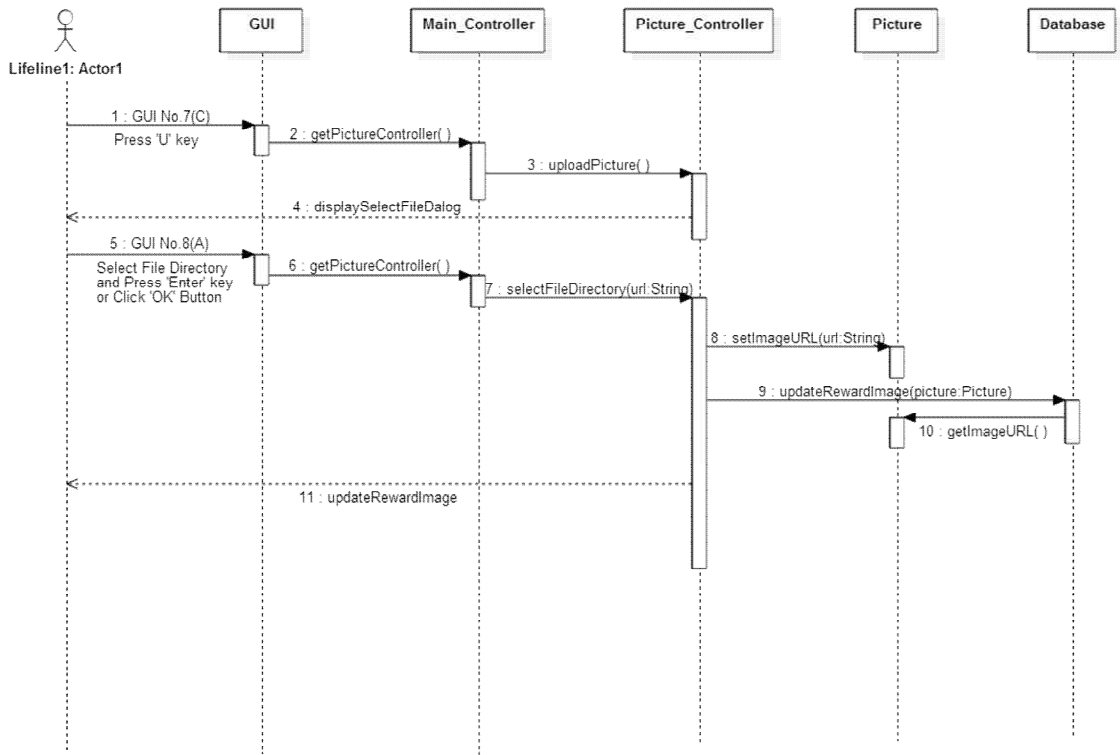 GUI
Main_Controller
Picture_Controller
Picture
Database
Lifeline1: Actor1
1 : GUI No.7(C)
Press 'U' key
2 : getPictureController( )
3 : uploadPicture( )
4 : displaySelectFileDalog
5 : GUI No.8(A)
Select File Directory
and Press 'Enter' key
or Click 'OK' Button
6 : getPictureController( )
7 : selectFileDirectory(url:String)
8 : setImageURL(url:String)
9 : updateRewardImage(picture:Picture)
10 : getImageURL( )
11 : updateRewardImage